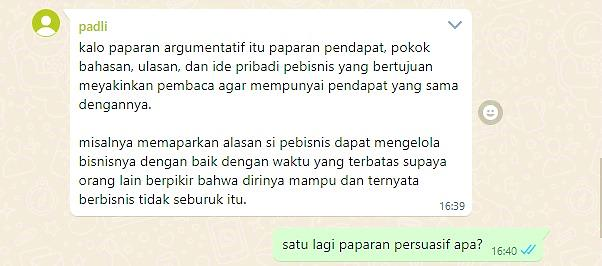 padli
kalo paparan argumentatif itu paparan pendapat, pokok
bahasan, ulasan, dan ide pribadi pebisnis yang bertujuan
meyakinkan pembaca agar mempunyai pendapat yang sama
dengannya.
misalnya memaparkan alasan si pebisnis dapat mengelola
bisnisnya dengan baik dengan waktu yang terbatas supaya
orang lain berpikir bahwa dirinya mampu dan ternyata
berbisnis tidak seburuk itu.
16:39
satu lagi paparan persuasif apa? 16:40